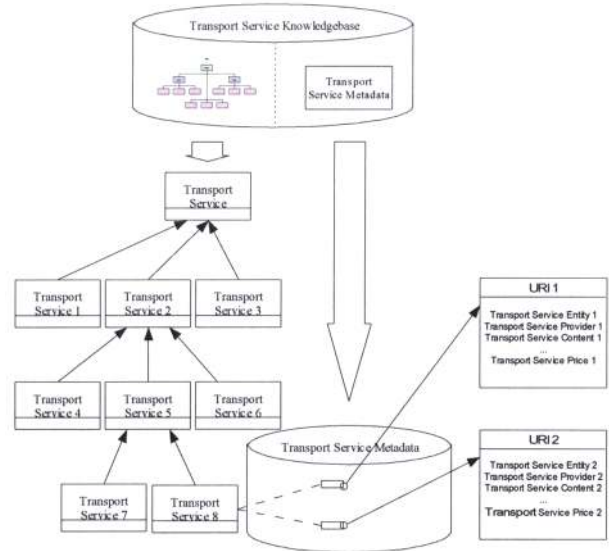 Transport Service Knowledgebase
Transport
Service Metadata
Transport
Service
Transport
Service 1
Transport
Service 2
Transport
Service 3
Transport
Service 4
Transport
Service 5
Transport
Service 6
Transport
Service 7
Transport
Service 8
Transport Service Metadata
URI 1
Transport Service Entity 1
Transport Service Provider 1
Transport Service Content 1
...
Transport Service Price 1
URI 2
Transport Service Entity 2
Transport Service Provider 2
Transport Service Content 2
...
Transport Service Price 2